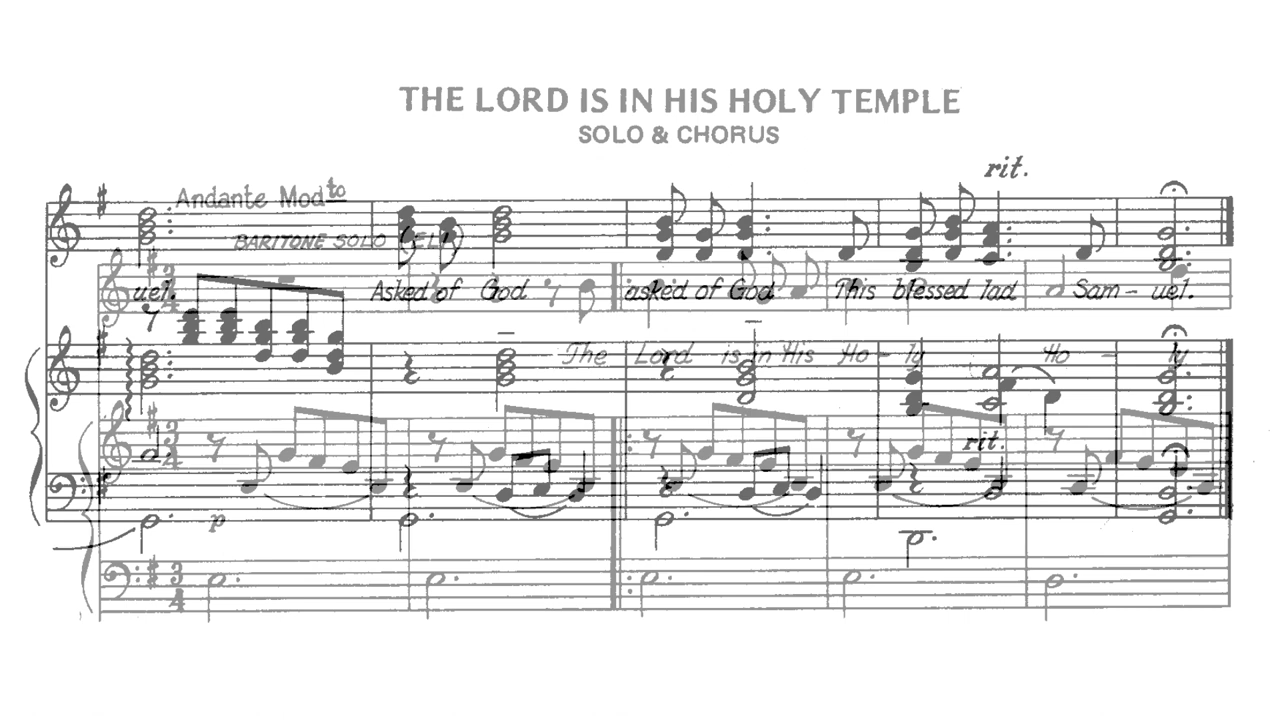 THE LORD IS IN HIS HOLY TEMPLE
SOLO & CHORUS
rit.
Andante Modto
BARITONE SOLO
uel. Asked of God asked of God This blessed lad Sam - uel.
The Lord is in His Ho - ly Ho - ly
rit.
p